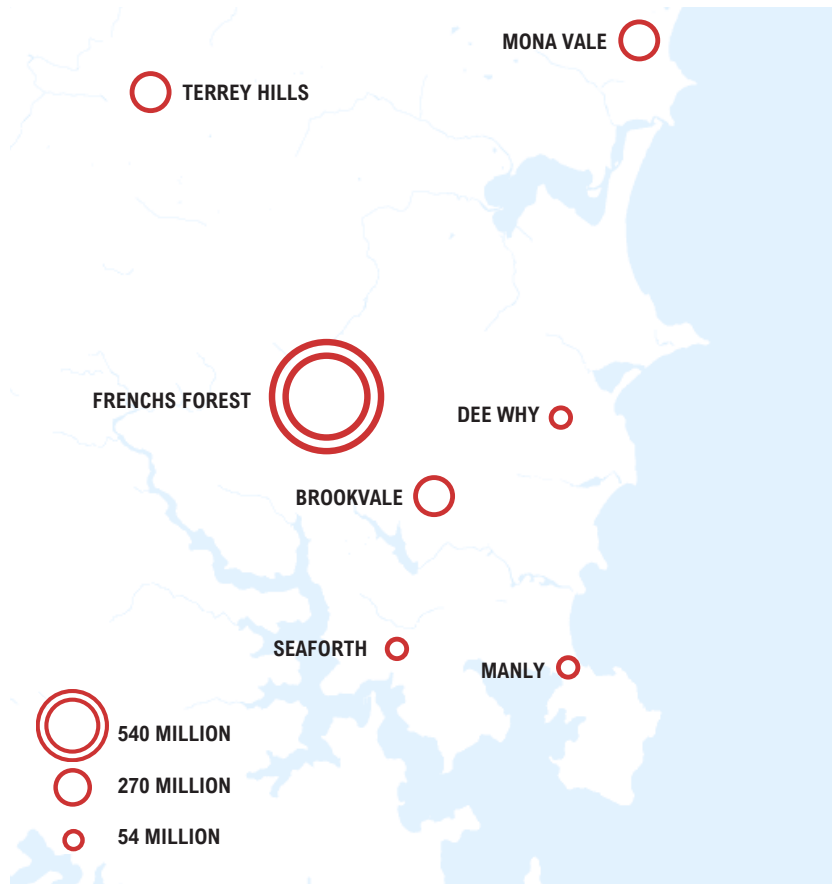 MONA VALE
TERREY HILLS
FRENCHS FOREST
DEE WHY
BROOKVALE
SEAFORTH
MANLY
540 MILLION
270 MILLION
54 MILLION